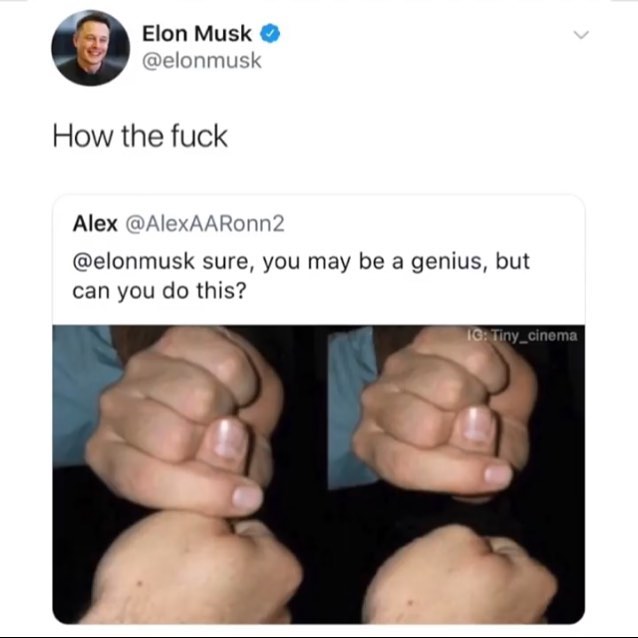 Elon Musk
@elonmusk
How the fuck
Alex @AlexAARonn2
@elonmusk sure, you may be a genius, but
can you do this?
IG: Tiny_cinema